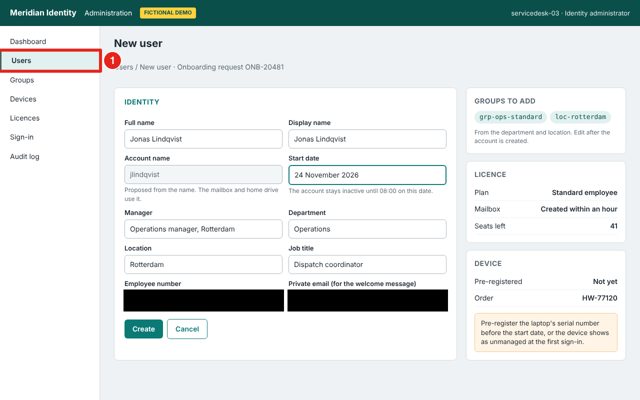 Meridian Identity
Administration
FICTIONAL DEMO
servicedesk-03 · Identity administrator
Dashboard
Users
Groups
Devices
Licences
Sign-in
Audit log
1
New user
/ New user · Onboarding request ONB-20481
IDENTITY
Full name
Jonas Lindqvist
Display name
Jonas Lindqvist
Account name
jlindqvist
Proposed from the name. The mailbox and home drive
use it.
Start date
24 November 2026
The account stays inactive until 08:00 on this date.
Manager
Operations manager, Rotterdam
Department
Operations
Location
Rotterdam
Job title
Dispatch coordinator
Employee number
Private email (for the welcome message)
Create
Cancel
GROUPS TO ADD
grp-ops-standard
loc-rotterdam
From the department and location. Edit after the
account is created.
LICENCE
Plan
Standard employee
Mailbox
Created within an hour
Seats left
41
DEVICE
Pre-registered
Not yet
Order
HW-77120
Pre-register the laptop's serial number
before the start date, or the device shows
as unmanaged at the first sign-in.